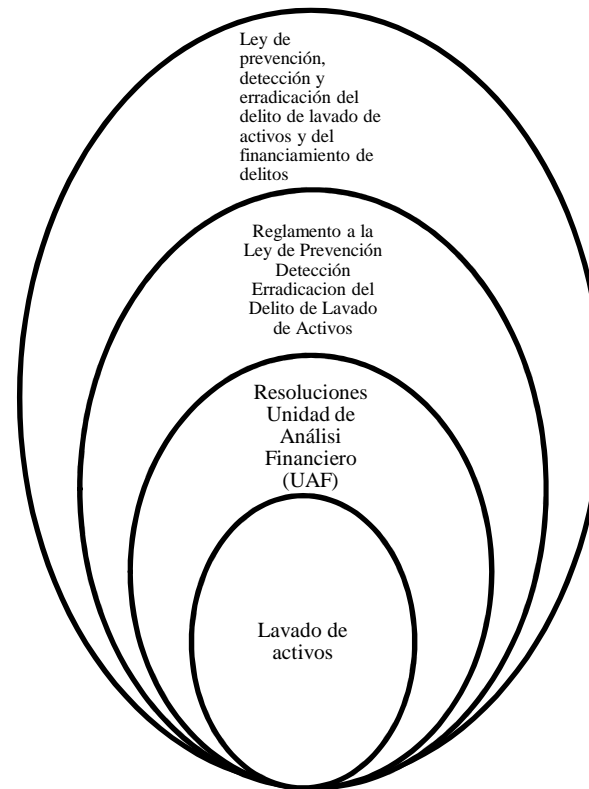 Ley de
prevención,
detección y
erradicación del
delito de lavado de
activos y del
financiamiento de
delitos
Reglamento a la
Ley de Prevención
Detección
Erradicacion del
Delito de Lavado
de Activos
Resoluciones
Unidad de
Análisi
Financiero
(UAF)
Lavado de
activos